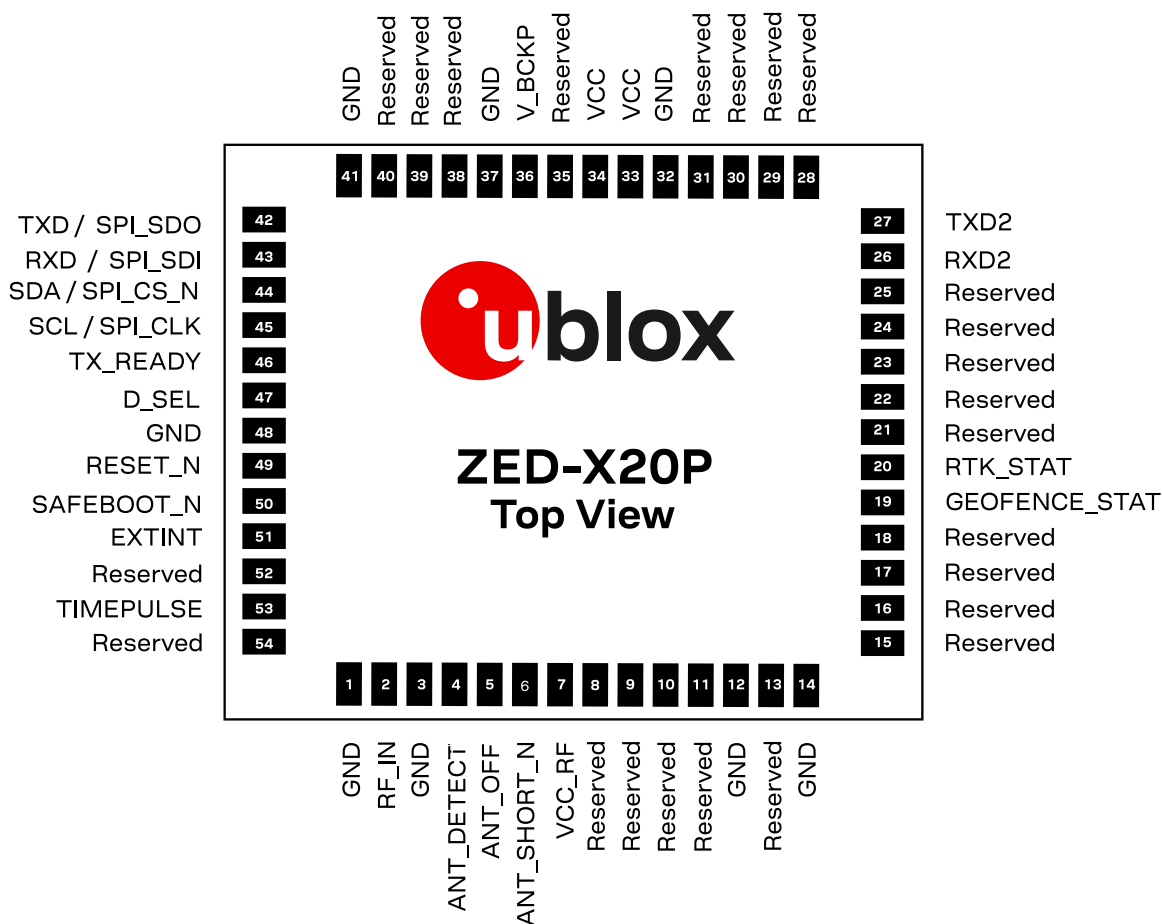 GND
Reserved
Reserved
Reserved
GND
V_BCKP
Reserved
VCC
VCC
GND
Reserved
Reserved
Reserved
Reserved
41 40 39 38 37 36 35 34 33 32 31 30 29 28
TXD / SPI_SDO 42
RXD / SPI_SDI 43
SDA / SPI_CS_N 44
SCL / SPI_CLK 45
TX_READY 46
D_SEL 47
GND 48
RESET_N 49
SAFEBOOT_N 50
EXTINT 51
Reserved 52
TIMEPULSE 53
Reserved 54
ublox
ZED-X20P
Top View
27 TXD2
26 RXD2
25 Reserved
24 Reserved
23 Reserved
22 Reserved
21 Reserved
20 RTK_STAT
19 GEOFENCE_STAT
18 Reserved
17 Reserved
16 Reserved
15 Reserved
1 2 3 4 5 6 7 8 9 10 11 12 13 14
GND
RF_IN
GND
ANT_DETECT
ANT_OFF
ANT_SHORT_N
VCC_RF
Reserved
Reserved
Reserved
Reserved
GND
Reserved
GND